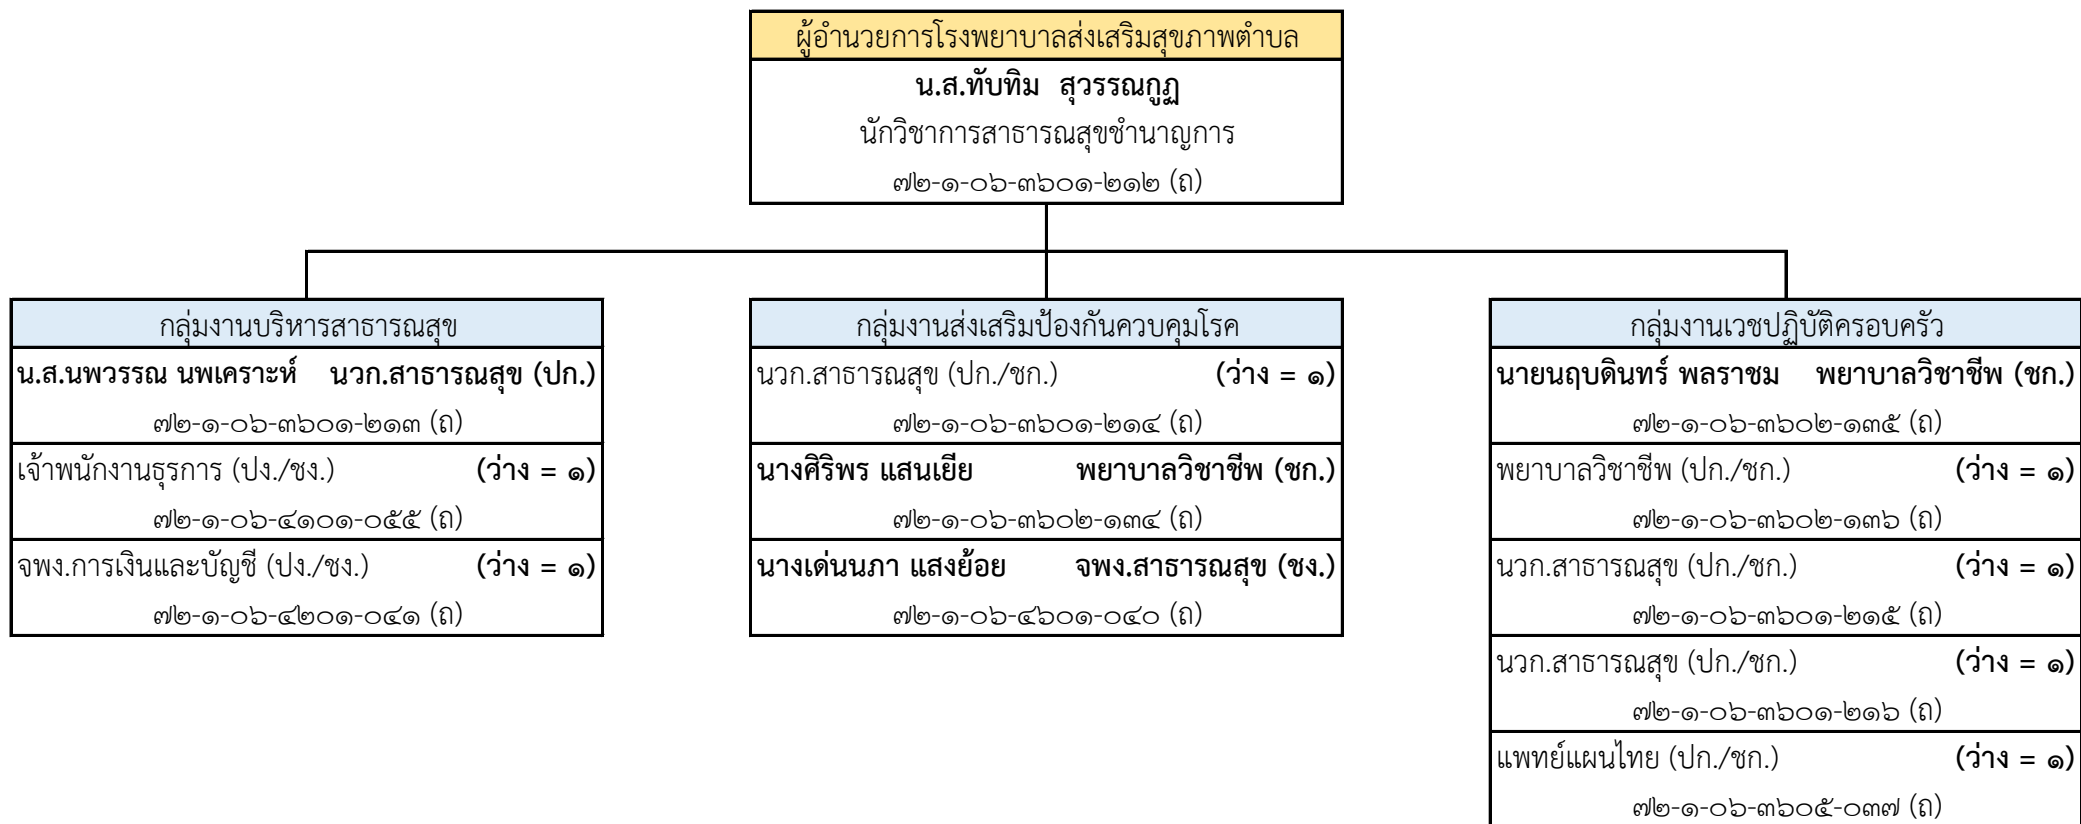 ผู้อำนวยการโรงพยาบาลส่งเสริมสุขภาพตำบล
น.ส.ทับทิม สุวรรณกูฏ
นักวิชาการสาธารณสุขชำนาญการ
๗๒-๑-๐๖-๓๖๐๑-๒๑๒ (ถ)
กลุ่มงานบริหารสาธารณสุข
น.ส.นพวรรณ นพเคราะห์ นวก.สาธารณสุข (ปก.)
๗๒-๑-๐๖-๓๖๐๑-๒๑๓ (ถ)
เจ้าพนักงานธุรการ (ปง./ชง.) (ว่าง = ๑)
๗๒-๑-๐๖-๔๑๐๑-๐๕๕ (ถ)
จพง.การเงินและบัญชี (ปง./ชง.) (ว่าง = ๑)
๗๒-๑-๐๖-๔๒๐๑-๐๔๑ (ถ)
กลุ่มงานส่งเสริมป้องกันควบคุมโรค
นวก.สาธารณสุข (ปก./ชก.) (ว่าง = ๑)
๗๒-๑-๐๖-๓๖๐๑-๒๑๔ (ถ)
นางศิริพร แสนเยีย พยาบาลวิชาชีพ (ชก.)
๗๒-๑-๐๖-๓๖๐๒-๑๓๔ (ถ)
นางเด่นนภา แสงย้อย จพง.สาธารณสุข (ชง.)
๗๒-๑-๐๖-๔๖๐๑-๐๔๐ (ถ)
กลุ่มงานเวชปฏิบัติครอบครัว
นายนฤบดินทร์ พลราชม พยาบาลวิชาชีพ (ชก.)
๗๒-๑-๐๖-๓๖๐๒-๑๓๕ (ถ)
พยาบาลวิชาชีพ (ปก./ชก.) (ว่าง = ๑)
๗๒-๑-๐๖-๓๖๐๒-๑๓๖ (ถ)
นวก.สาธารณสุข (ปก./ชก.) (ว่าง = ๑)
๗๒-๑-๐๖-๓๖๐๑-๒๑๕ (ถ)
นวก.สาธารณสุข (ปก./ชก.) (ว่าง = ๑)
๗๒-๑-๐๖-๓๖๐๑-๒๑๖ (ถ)
แพทย์แผนไทย (ปก./ชก.) (ว่าง = ๑)
๗๒-๑-๐๖-๓๖๐๕-๐๓๗ (ถ)